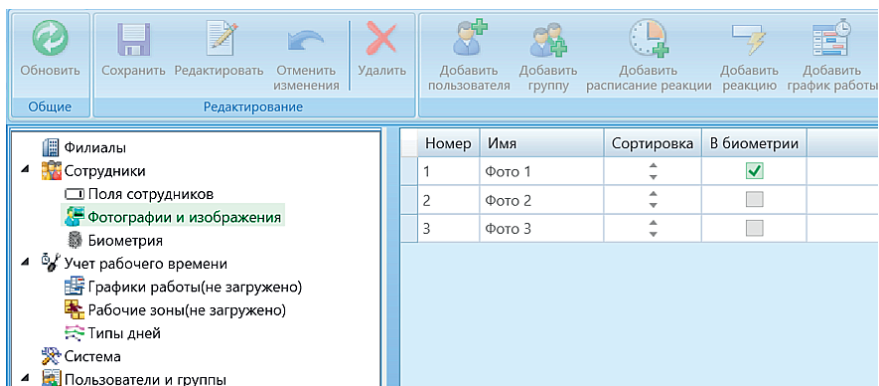 Обновить
Сохранить Редактировать Отменить изменения Удалить
Добавить пользователя Добавить группу Добавить расписание реакции Добавить реакцию Добавить график работы
Общие Редактирование
Филиалы
Сотрудники
Поля сотрудников
Фотографии и изображения
Биометрия
Учет рабочего времени
Графики работы(не загружено)
Рабочие зоны(не загружено)
Типы дней
Система
Пользователи и группы
Номер Имя Сортировка В биометрии
1 Фото 1
2 Фото 2
3 Фото 3